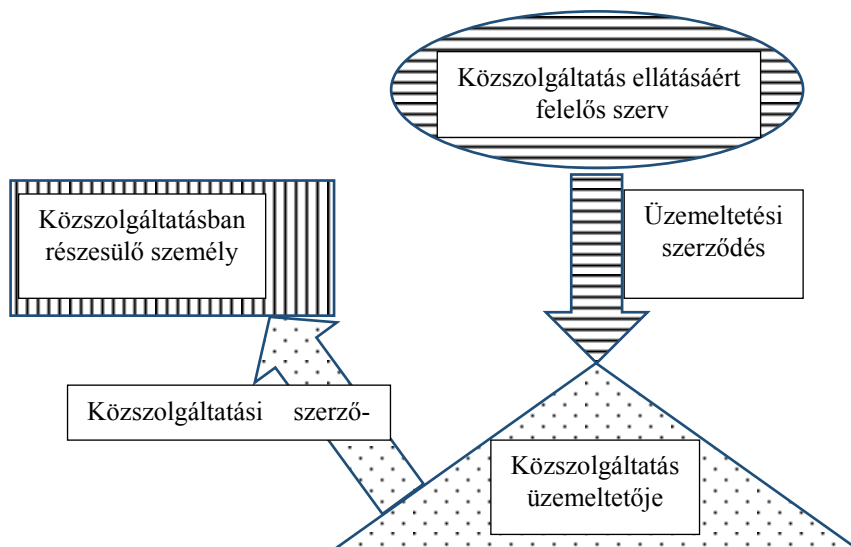 Közszolgáltatás ellátásáért
felelős szerv
Közszolgáltatásban
részesülő személy
Üzemeltetési
szerződés
Közszolgáltatási szerző-
Közszolgáltatás
üzemeltetője